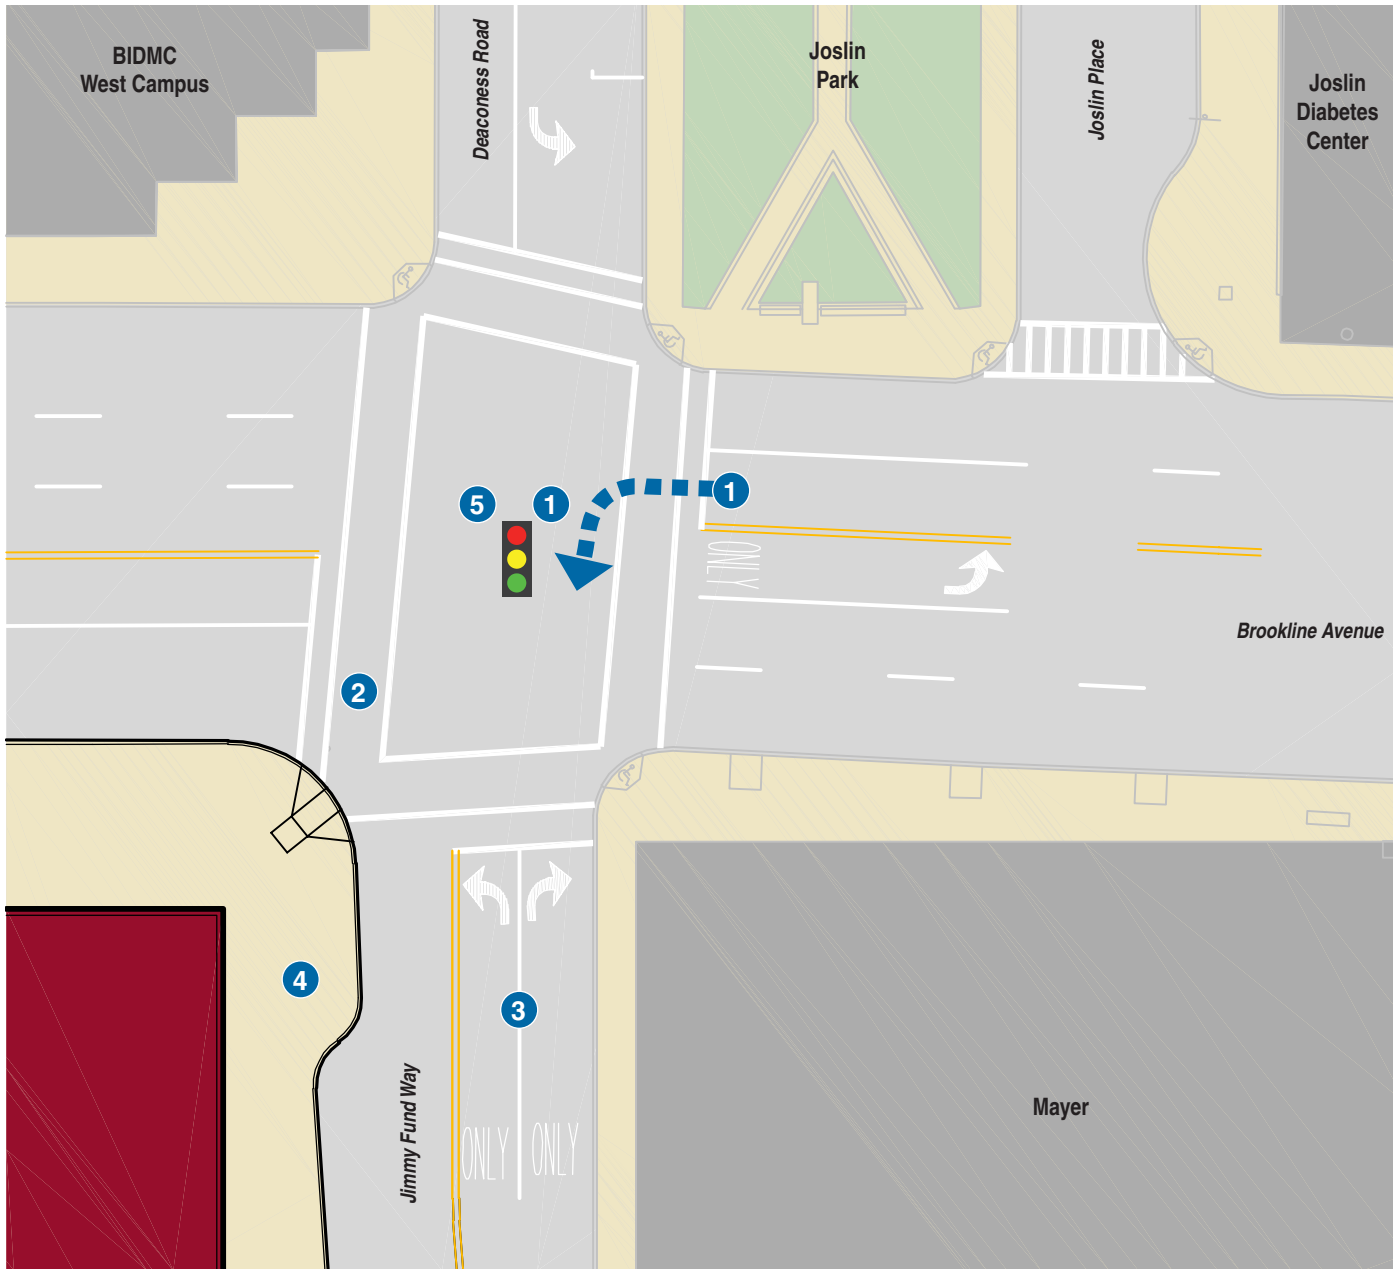 BIDMC
West Campus
Deaconess Road
Joslin
Park
Joslin Place
Joslin
Diabetes
Center
5
1
1
ONLY
Brookline Avenue
2
4
3
Jimmy Fund Way
ONLY
ONLY
Mayer